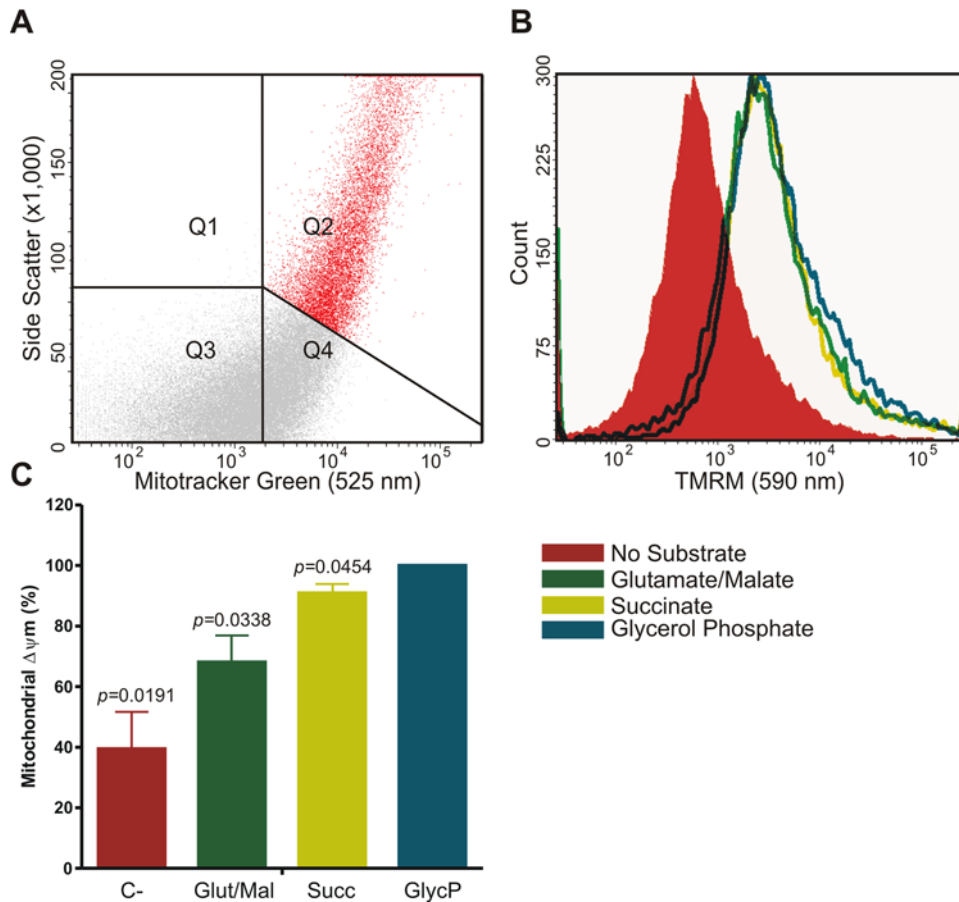 A
Side Scatter (x1,000)
200
150
100
50
0
Q1
Q2
Q3
Q4
10²
10³
10⁴
10⁵
Mitotracker Green (525 nm)
B
Count
300
225
150
75
0
10²
10³
10⁴
10⁵
TMRM (590 nm)
C
Mitochondrial Δψm (%)
120
100
80
60
40
20
0
p=0.0191
p=0.0338
p=0.0454
C-
Glut/Mal
Succ
GlycP
No Substrate
Glutamate/Malate
Succinate
Glycerol Phosphate